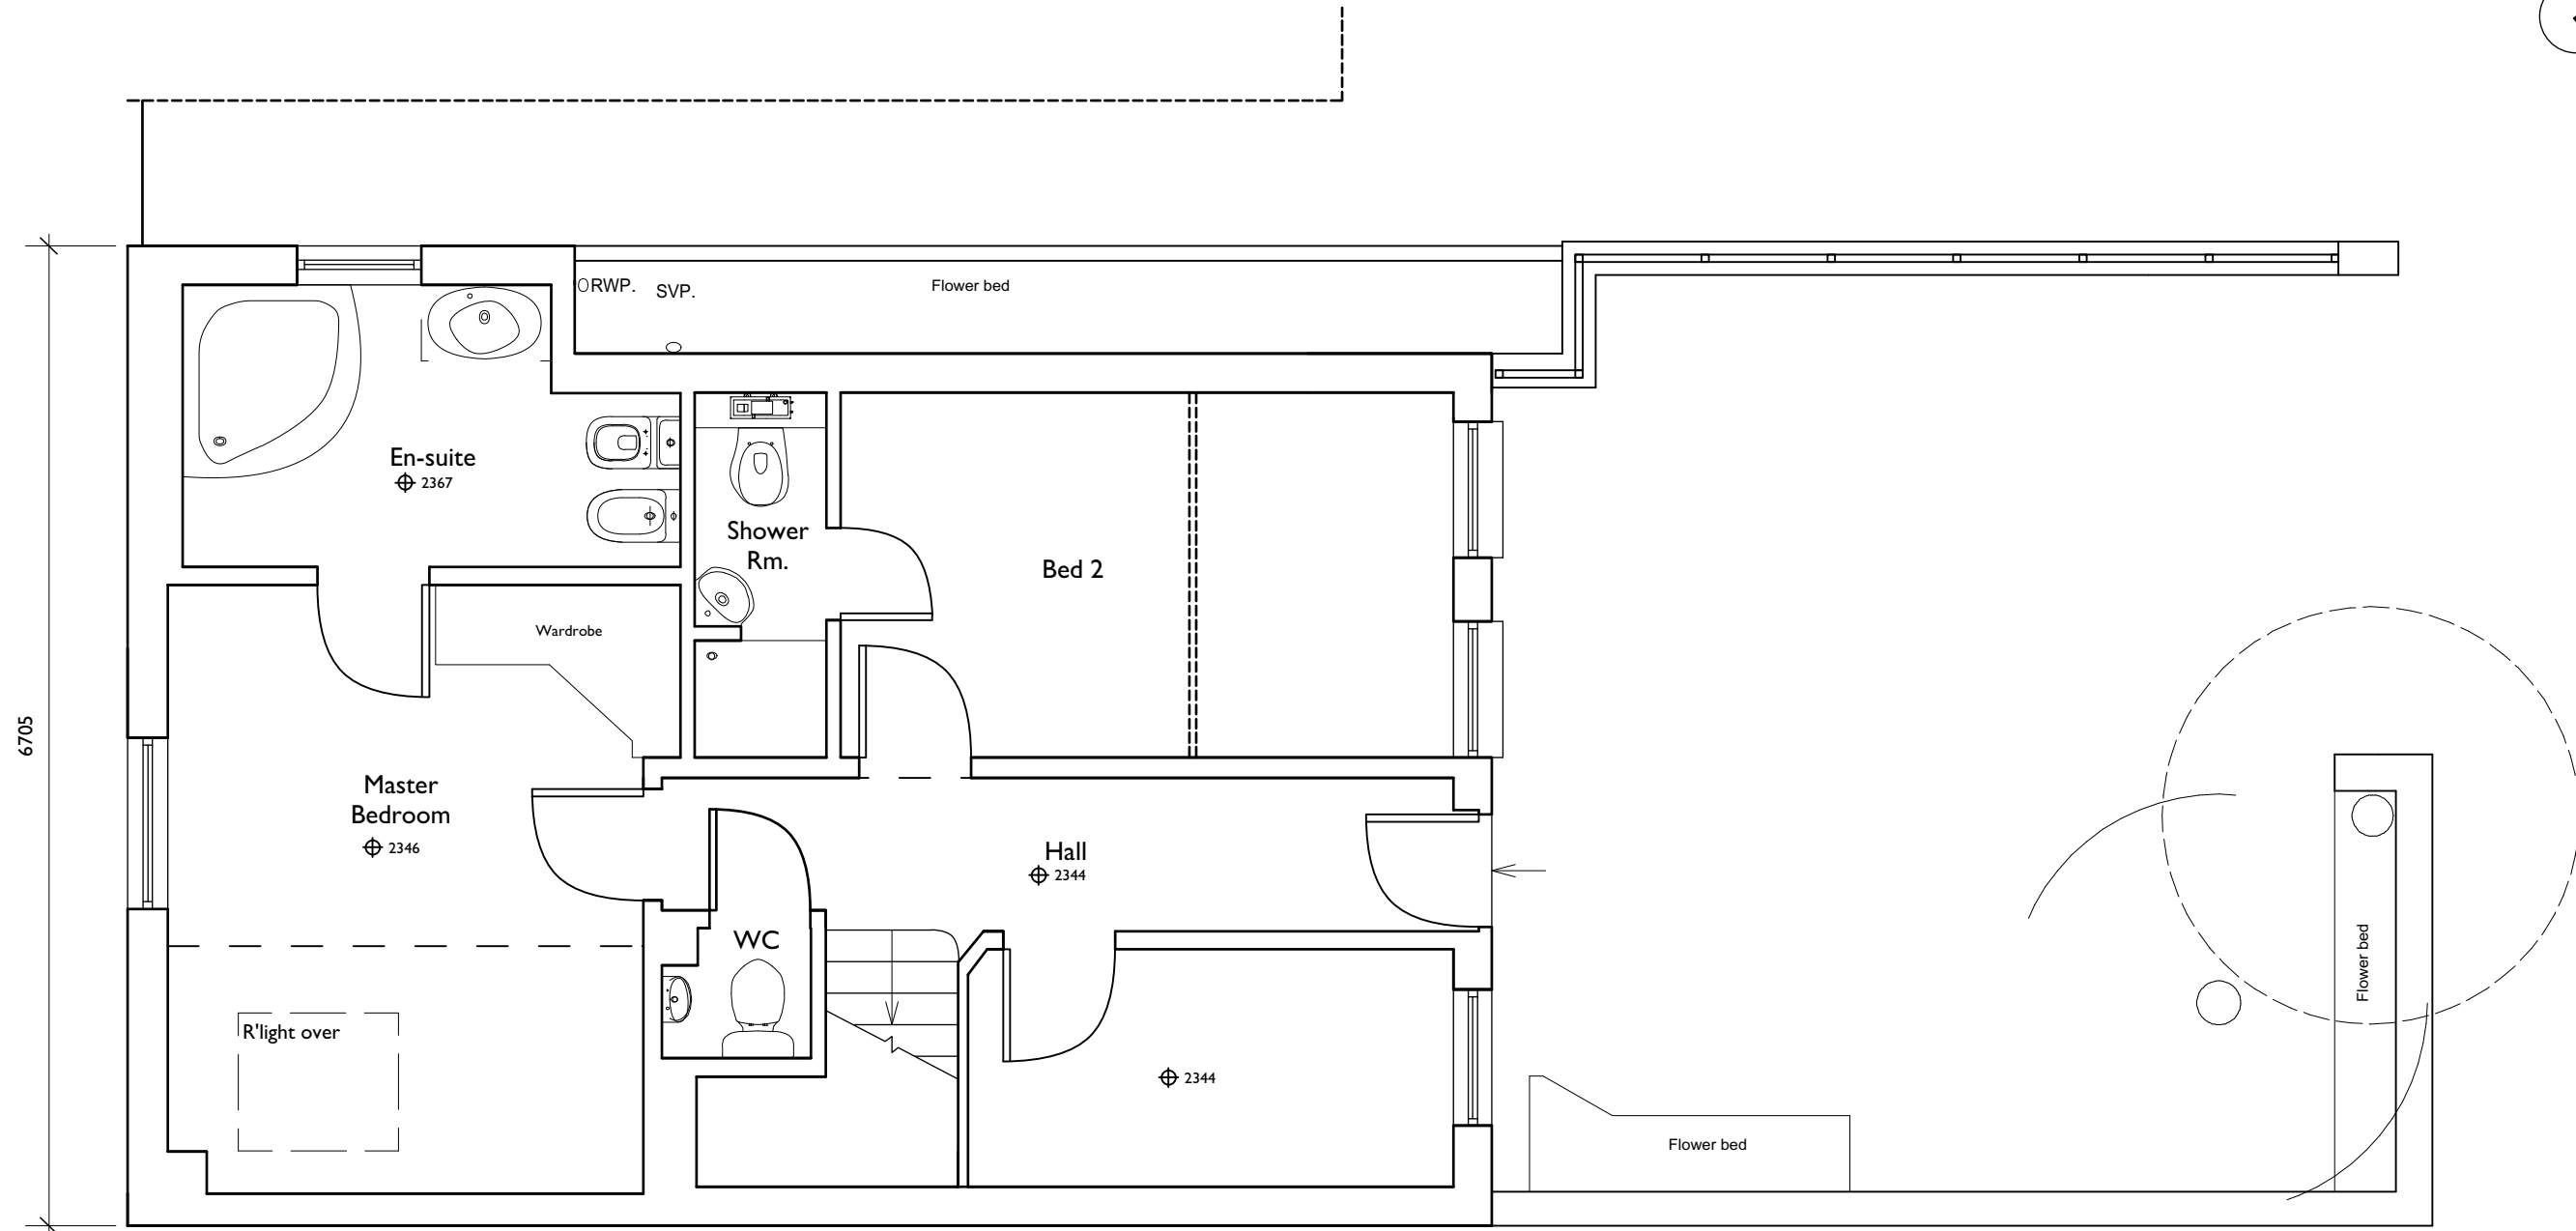 RWP.
SVP.
Flower bed
En-suite
2367
Shower
Rm.
Bed 2
Wardrobe
6705
Master
Bedroom
2346
Hall
2344
WC
Flower bed
R'light over
2344
Flower bed